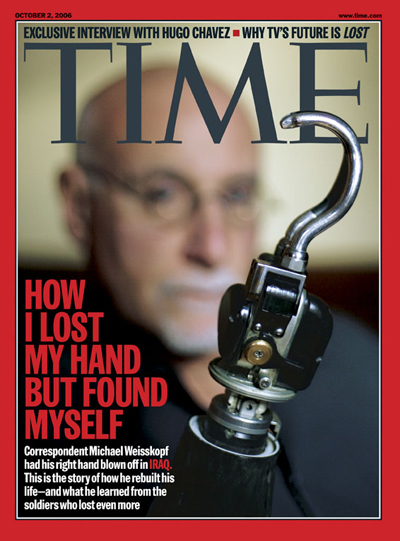 OCTOBER 2, 2006 www.time.com
EXCLUSIVE INTERVIEW WITH HUGO CHAVEZ ■ WHY TV'S FUTURE IS LOST
TIME
HOW
I LOST
MY HAND
BUT FOUND
MYSELF
Correspondent Michael Weisskopf
had his right hand blown off in IRAQ.
This is the story of how he rebuilt his
life—and what he learned from the
soldiers who lost even more